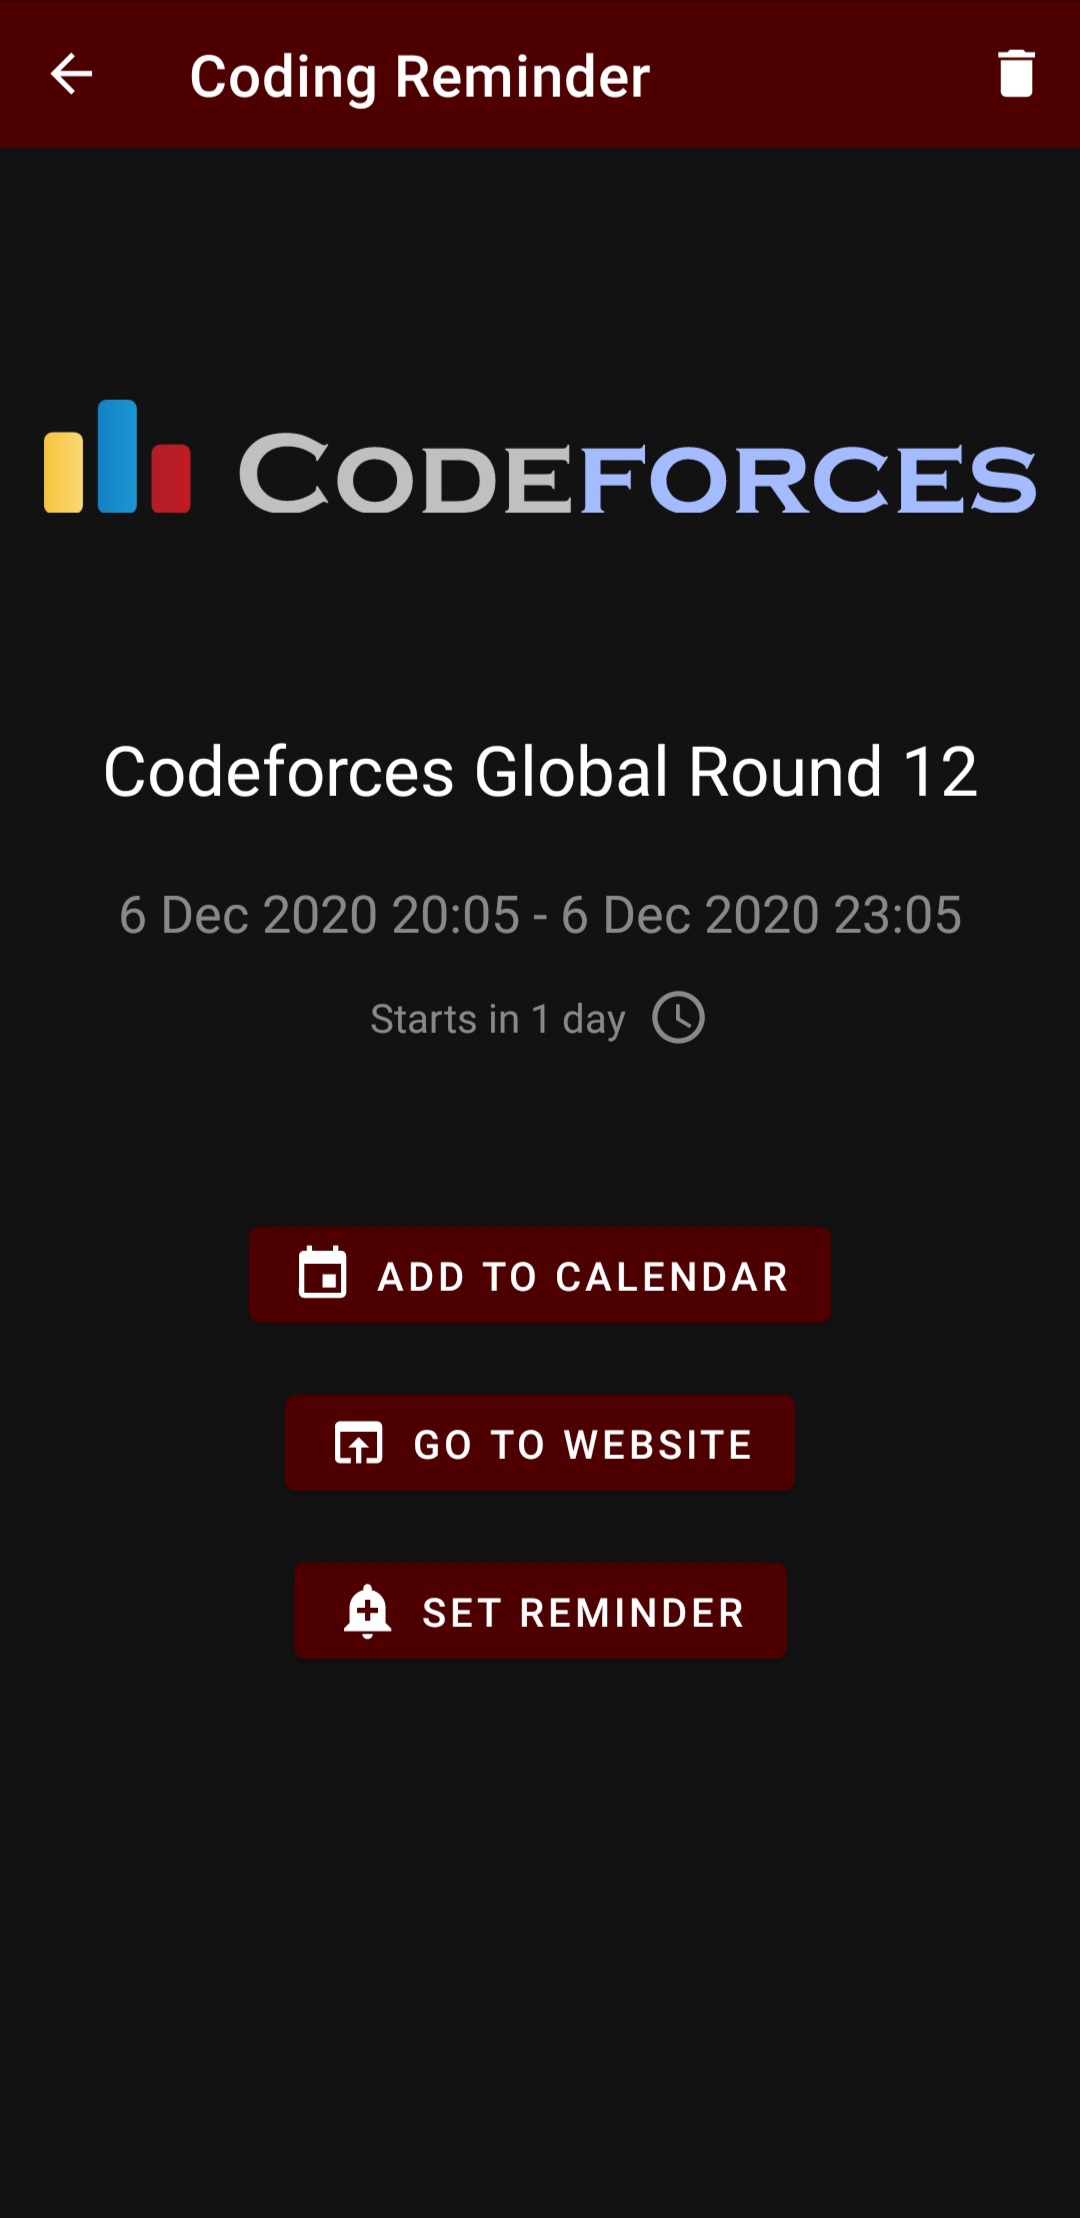 Coding Reminder
CODEFORCES
Codeforces Global Round 12
6 Dec 2020 20:05 - 6 Dec 2020 23:05
Starts in 1 day
ADD TO CALENDAR
GO TO WEBSITE
SET REMINDER